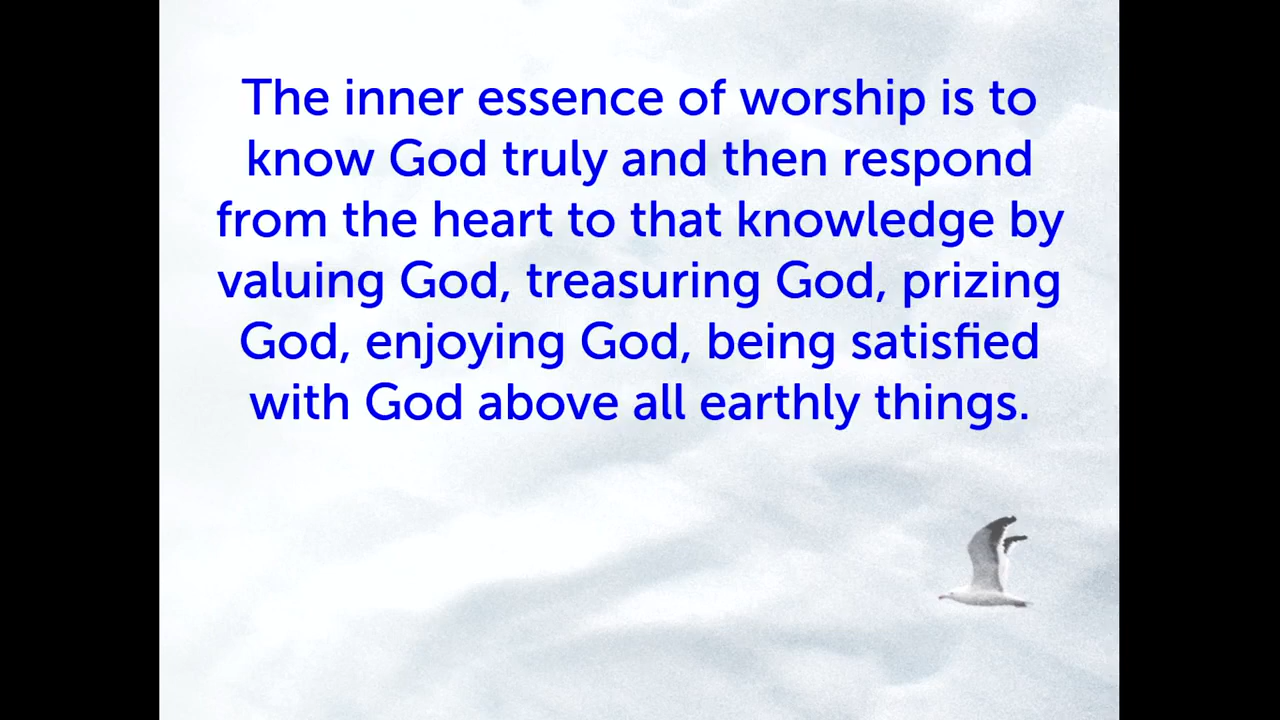 The inner essence of worship is to
know God truly and then respond
from the heart to that knowledge by
valuing God, treasuring God, prizing
God, enjoying God, being satisfied
with God above all earthly things.